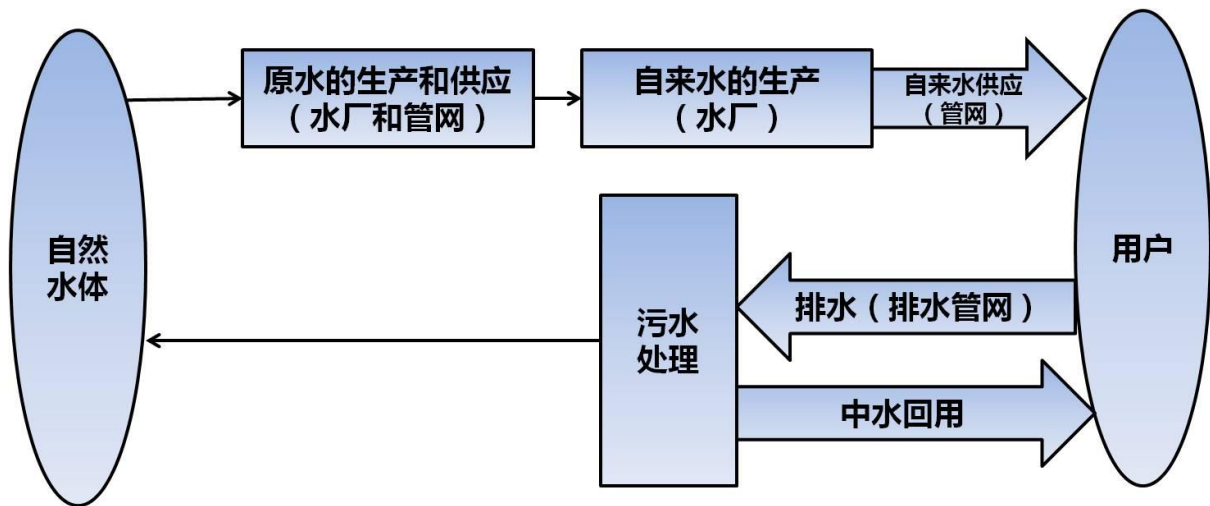 原水的生产和供应
（水厂和管网）
自来水的生产
（水厂）
自来水供应
（管网）
自然
水体
用户
排水（排水管网）
污水
处理
中水回用